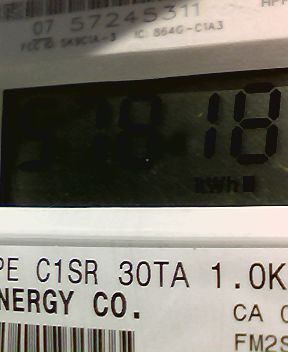 07 57245311
FCC ID SK9C1A-3 IC 864G-C1A3
18
kWh
PE C1SR 30TA 1.0K
NERGY CO.
CA
FM2S